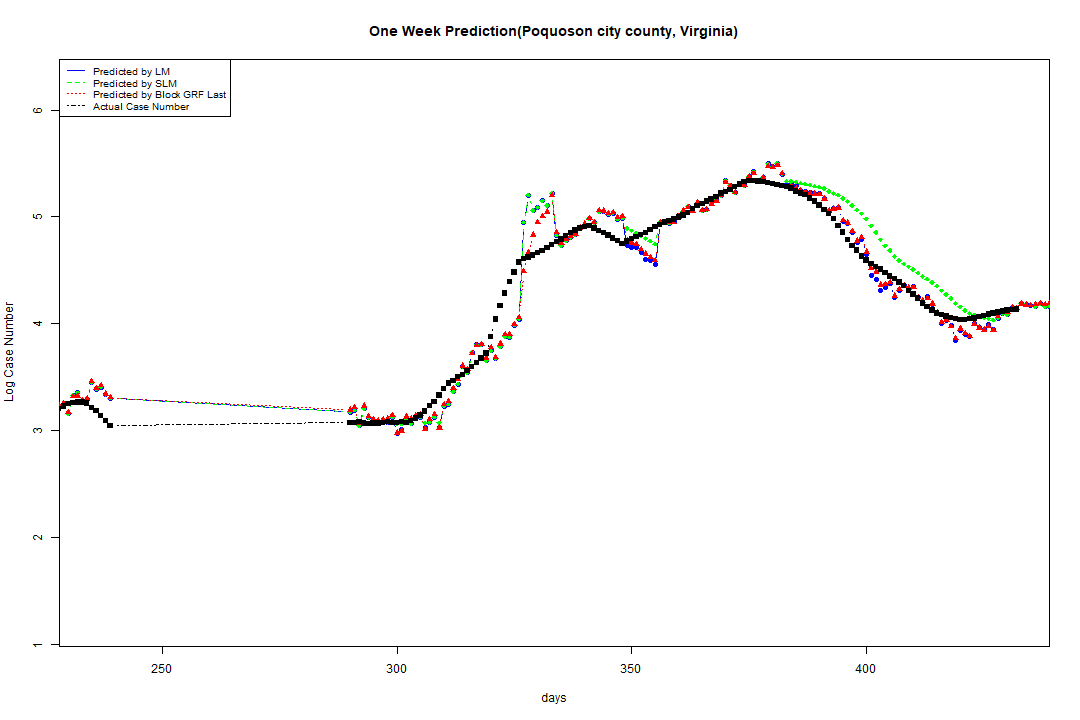 One Week Prediction(Poquoson city county, Virginia)
Predicted by LM
Predicted by SLM
Predicted by Block GRF Last
Actual Case Number
6
5
4
3
2
1
Log Case Number
250
300
350
400
days